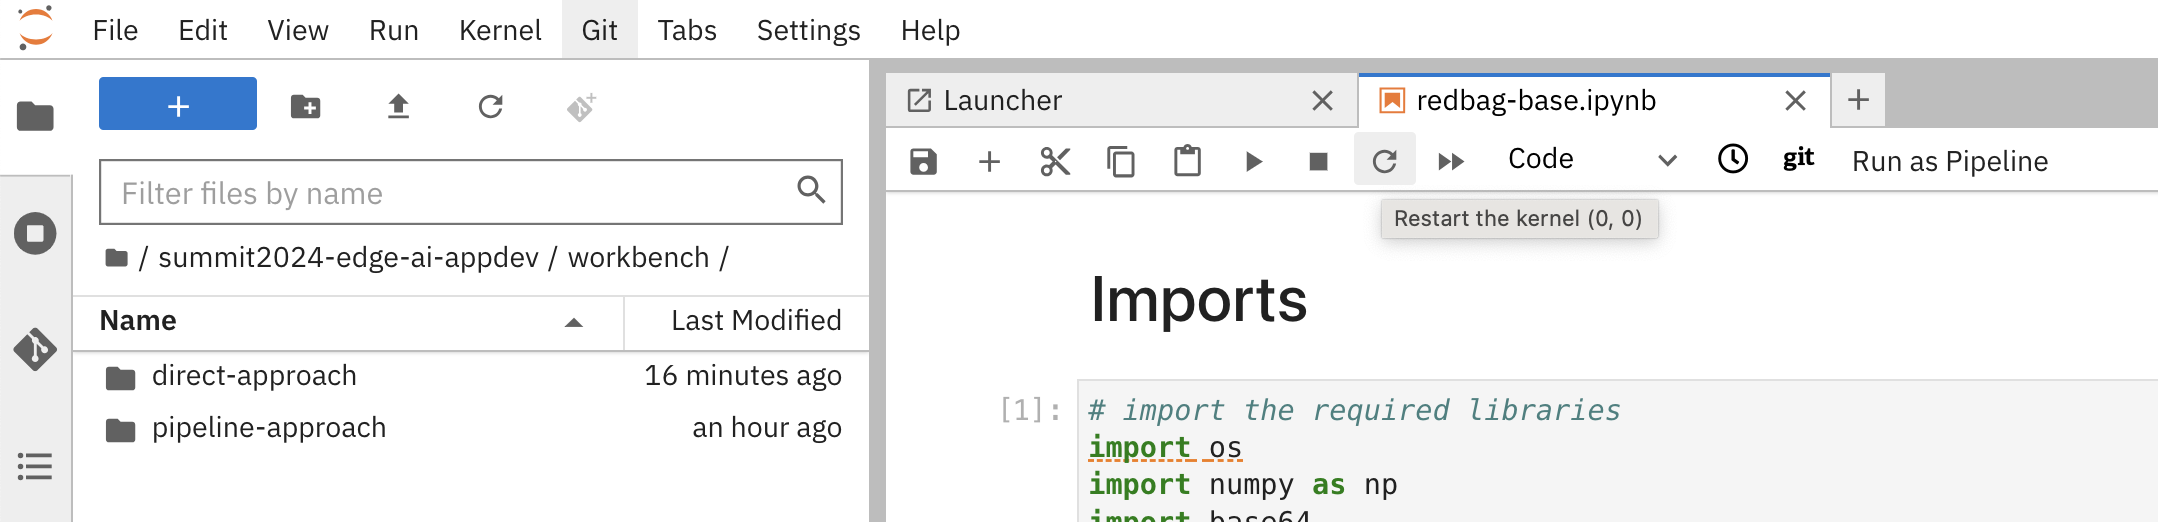 File Edit View Run Kernel Git Tabs Settings Help
+
Filter files by name
/ summit2024-edge-ai-appdev / workbench /
Name Last Modified
direct-approach 16 minutes ago
pipeline-approach an hour ago
Launcher redbag-base.ipynb
Code git Run as Pipeline
Restart the kernel (0, 0)
Imports
[1]: # import the required libraries
import os
import numpy as np
import base64